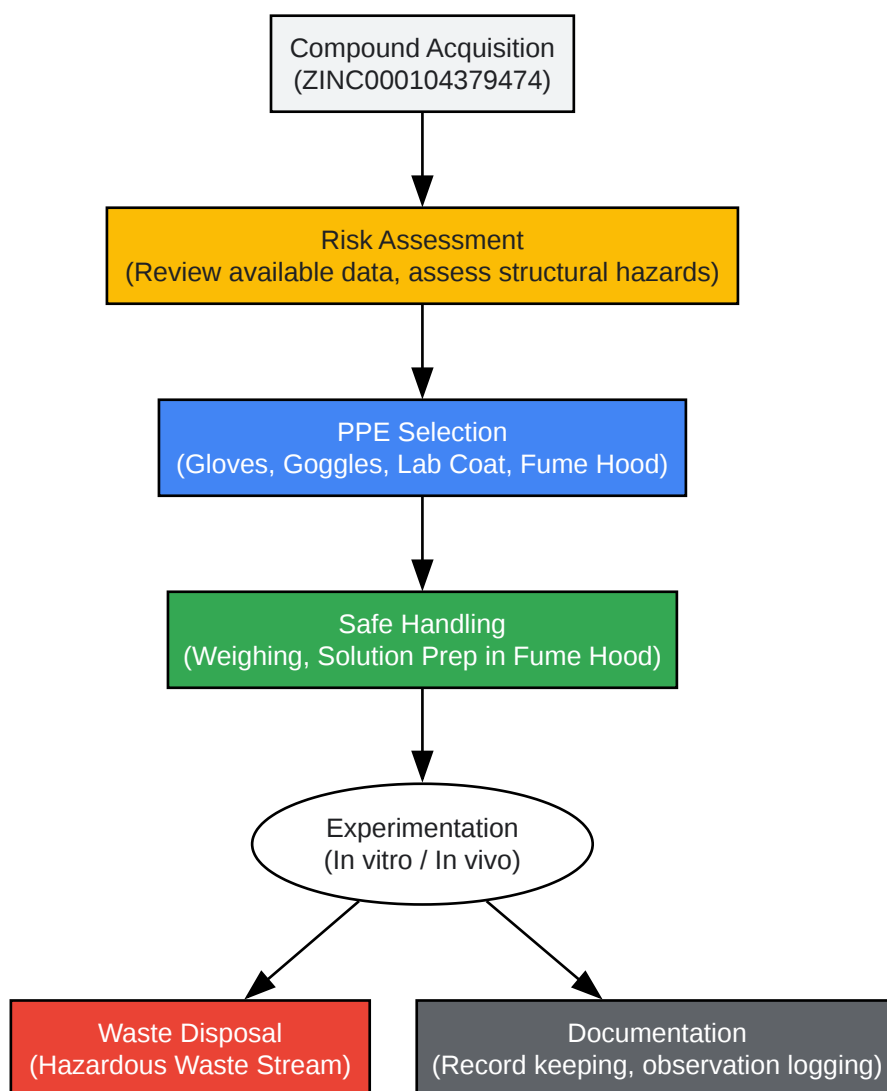 Compound Acquisition
(ZINC000104379474)
Risk Assessment
(Review available data, assess structural hazards)
PPE Selection
(Gloves, Goggles, Lab Coat, Fume Hood)
Safe Handling
(Weighing, Solution Prep in Fume Hood)
Experimentation
(In vitro / In vivo)
Waste Disposal
(Hazardous Waste Stream)
Documentation
(Record keeping, observation logging)